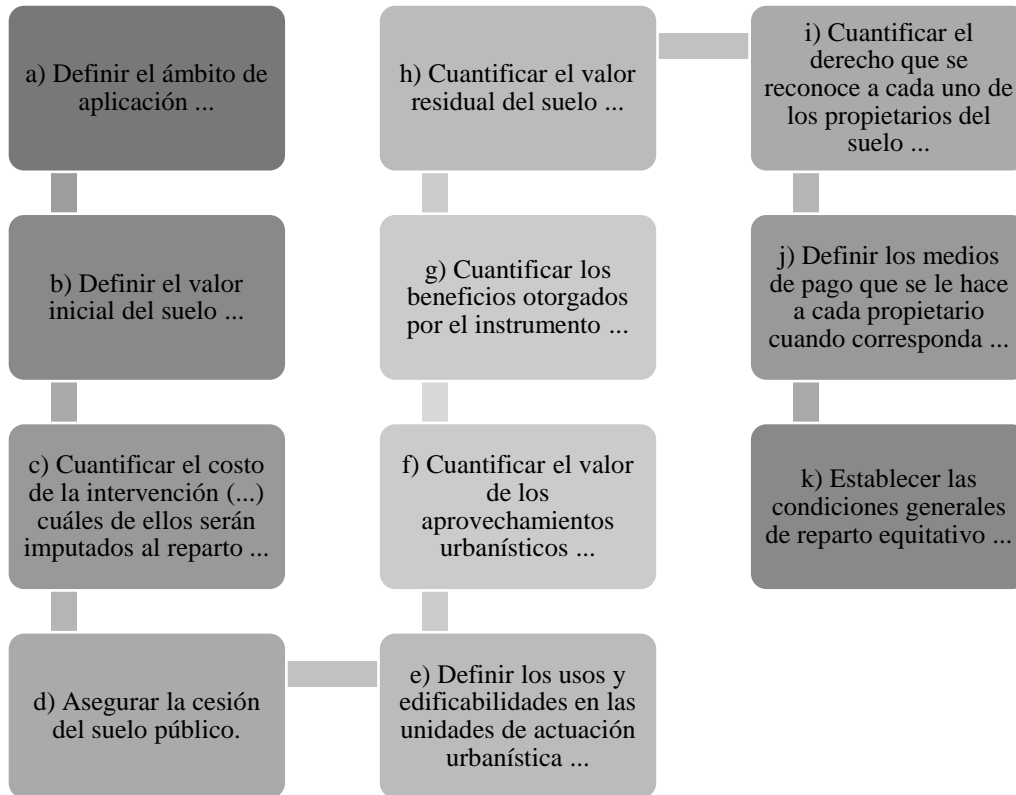 a) Definir el ámbito de
aplicación ...
b) Definir el valor
inicial del suelo ...
c) Cuantificar el costo
de la intervención (...)
cuáles de ellos serán
imputados al reparto ...
d) Asegurar la cesión
del suelo público.
e) Definir los usos y
edificabilidades en las
unidades de actuación
urbanística ...
f) Cuantificar el valor
de los
aprovechamientos
urbanísticos ...
g) Cuantificar los
beneficios otorgados
por el instrumento ...
h) Cuantificar el valor
residual del suelo ...
i) Cuantificar el
derecho que se
reconoce a cada uno de
los propietarios del
suelo ...
j) Definir los medios
de pago que se le hace
a cada propietario
cuando corresponda ...
k) Establecer las
condiciones generales
de reparto equitativo ...